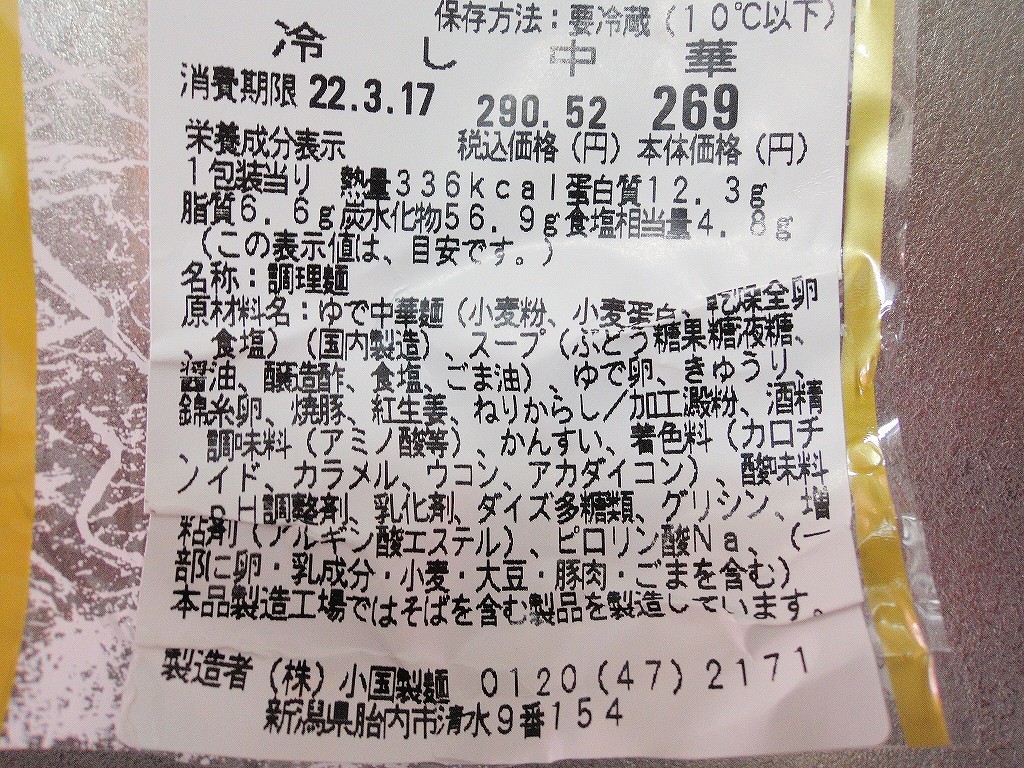 保存方法：要冷蔵（１０℃以下）
冷し中華
消費期限 22.3.17 290.52 269
栄養成分表示 税込価格（円）本体価格（円）
１包装当り 熱量３３６ｋｃａｌ蛋白質１２．３ｇ
脂質６．６ｇ炭水化物５６．９ｇ食塩相当量４．８ｇ
（この表示値は、目安です。）
名称：調理麺
原材料名：ゆで中華麺（小麦粉、小麦蛋白、乾燥全卵
、食塩）（国内製造）、スープ（ぶどう糖果糖液糖、
醤油、醸造酢、食塩、ごま油）、ゆで卵、きゅうり、
錦糸卵、焼豚、紅生姜、ねりからし／加工澱粉、酒精
、調味料（アミノ酸等）、かんすい、着色料（カロチ
ノイド、カラメル、ウコン、アカダイコン）、酸味料
、ｐＨ調整剤、乳化剤、ダイズ多糖類、グリシン、増
粘剤（アルギン酸エステル）、ピロリン酸Ｎａ、（一
部に卵・乳成分・小麦・大豆・豚肉・ごまを含む）
本品製造工場ではそばを含む製品を製造しています。
製造者（株）小国製麺 ０１２０（４７）２１７１
新潟県胎内市清水９番１５４